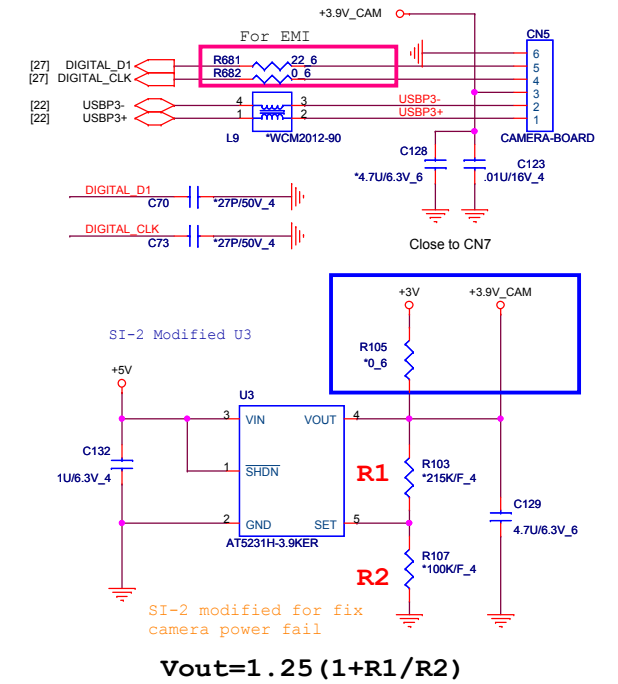 +3.9V_CAM
For EMI
CN5
[27] DIGITAL_D1 R681 22_6 6
[27] DIGITAL_CLK R682 0_6 5
4
3
[22] USBP3- 4 3 USBP3- 2
[22] USBP3+ 1 2 USBP3+ 1
L9 *WCM2012-90 CAMERA-BOARD
C128 C123
*4.7U/6.3V_6 .01U/16V_4
DIGITAL_D1
C70 *27P/50V_4
DIGITAL_CLK
C73 *27P/50V_4
Close to CN7
+3V +3.9V_CAM
SI-2 Modified U3
R105
*0_6
+5V
U3
3 VIN VOUT 4
C132
1U/6.3V_4
1 SHDN
R1 R103
*215K/F_4
C129
4.7U/6.3V_6
2 GND SET 5
AT5231H-3.9KER
R2 R107
*100K/F_4
SI-2 modified for fix
camera power fail
Vout=1.25(1+R1/R2)